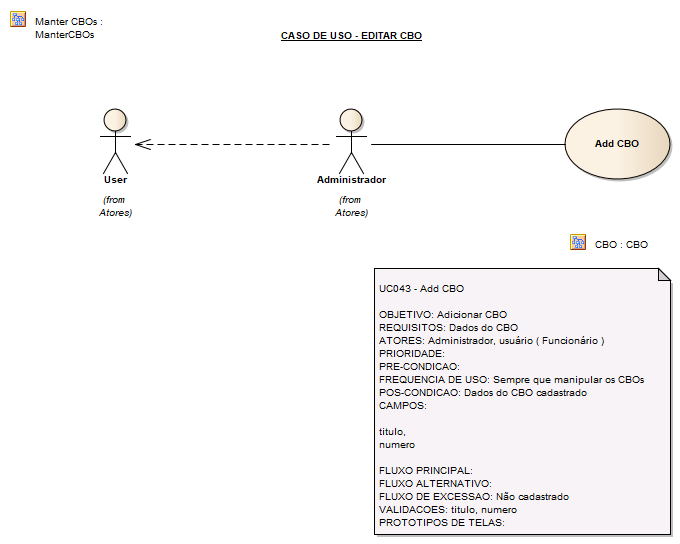 Manter CBOs :
ManterCBOs
CASO DE USO - EDITAR CBO
User
(from
Atores)
Administrador
(from
Atores)
Add CBO
CBO : CBO
UC043 - Add CBO
OBJETIVO: Adicionar CBO
REQUISITOS: Dados do CBO
ATORES: Administrador, usuário ( Funcionário )
PRIORIDADE:
PRE-CONDICAO:
FREQUENCIA DE USO: Sempre que manipular os CBOs
POS-CONDICAO: Dados do CBO cadastrado
CAMPOS:
titulo,
numero
FLUXO PRINCIPAL:
FLUXO ALTERNATIVO:
FLUXO DE EXCESSAO: Não cadastrado
VALIDACOES: titulo, numero
PROTOTIPOS DE TELAS: